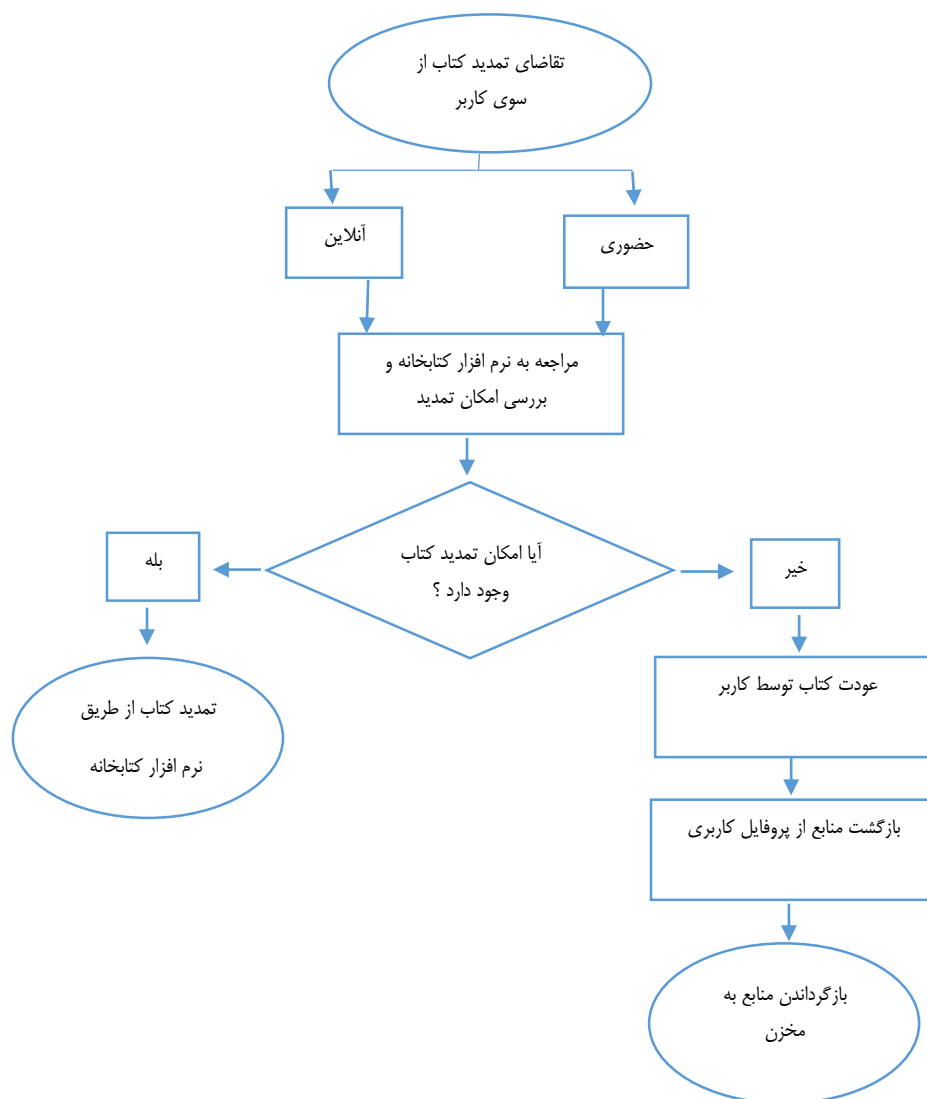 تقاضای تمدید کتاب از
سوی کاربر
حضوری
آنلاین
مراجعه به نرم افزار کتابخانه و
بررسی امکان تمدید
آیا امکان تمدید کتاب
وجود دارد ؟
خیر
بله
عودت کتاب توسط کاربر
تمدید کتاب از طریق
نرم افزار کتابخانه
بازگشت منابع از پروفایل کاربری
بازگرداندن منابع به
مخزن